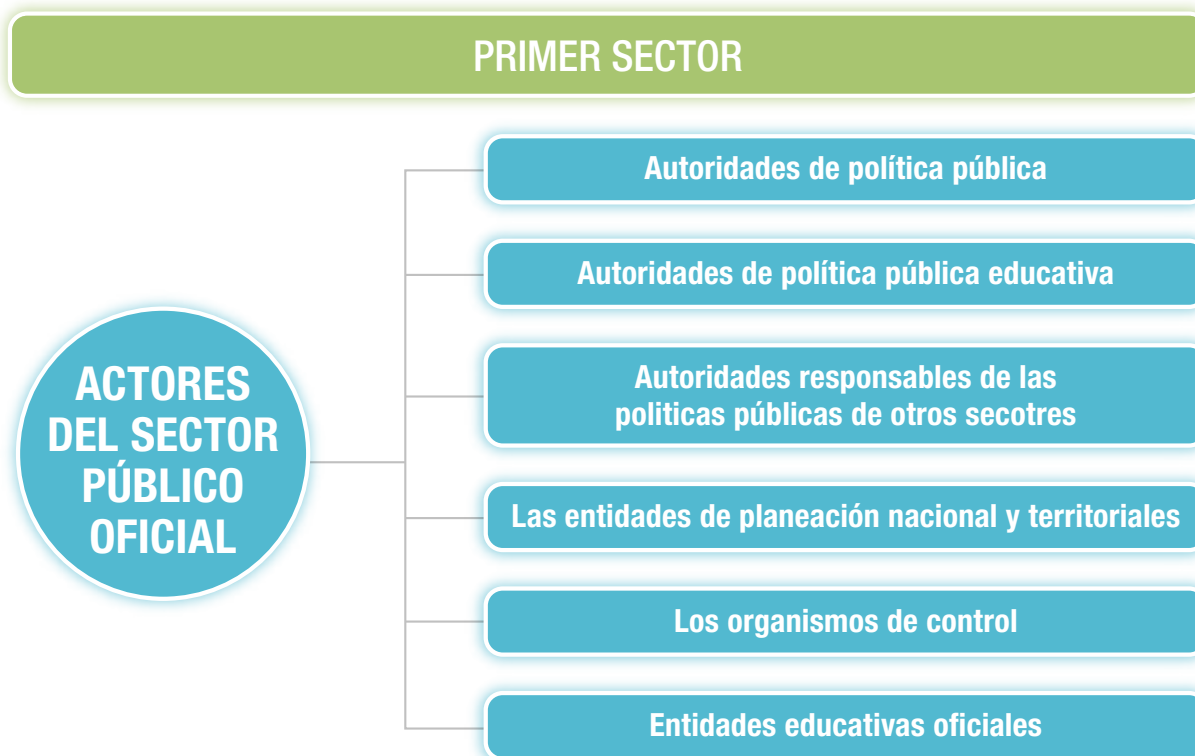 PRIMER SECTOR
ACTORES
DEL SECTOR
PÚBLICO
OFICIAL
Autoridades de política pública
Autoridades de política pública educativa
Autoridades responsables de las
politicas públicas de otros secotres
Las entidades de planeación nacional y territoriales
Los organismos de control
Entidades educativas oficiales